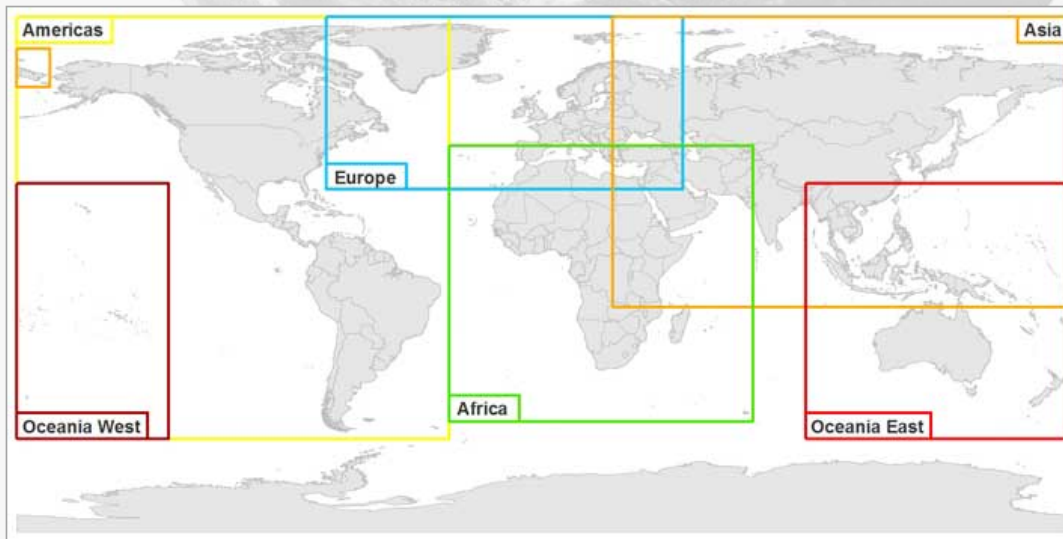 Americas
Asia
Europe
Africa
Oceania West
Oceania East